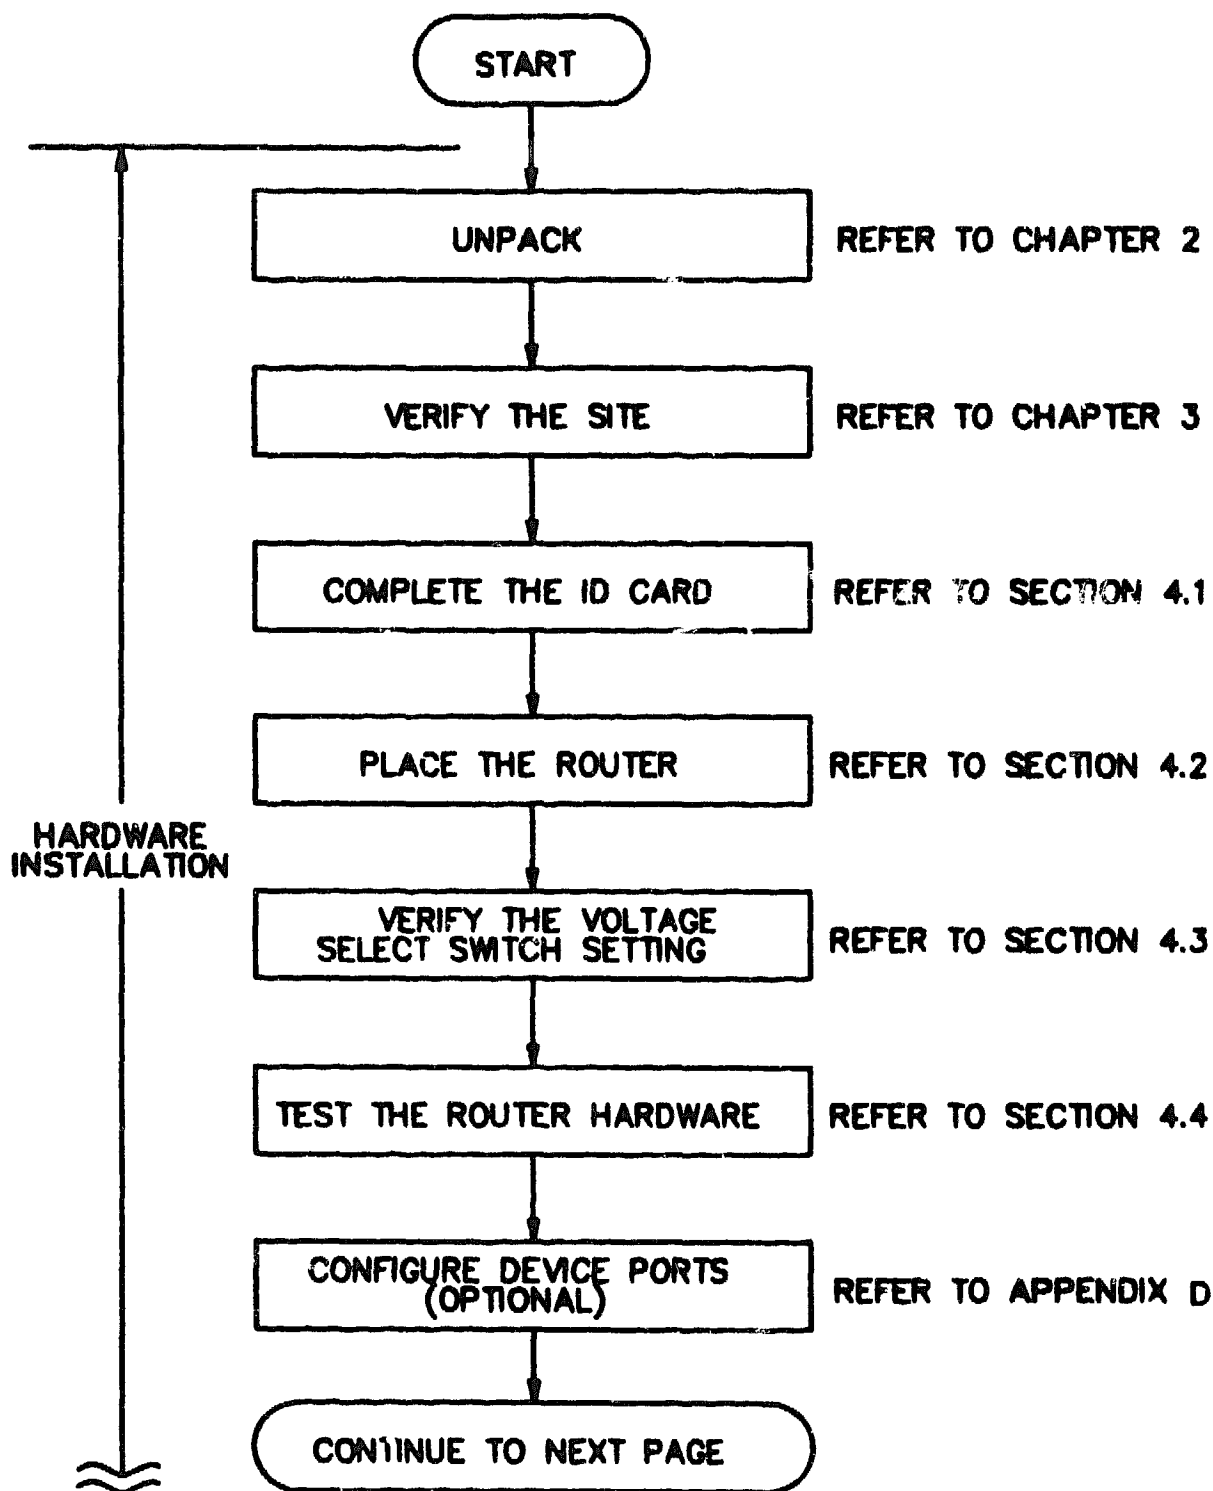 START
UNPACK
REFER TO CHAPTER 2
VERIFY THE SITE
REFER TO CHAPTER 3
COMPLETE THE ID CARD
REFER TO SECTION 4.1
PLACE THE ROUTER
REFER TO SECTION 4.2
HARDWARE
INSTALLATION
VERIFY THE VOLTAGE
SELECT SWITCH SETTING
REFER TO SECTION 4.3
TEST THE ROUTER HARDWARE
REFER TO SECTION 4.4
CONFIGURE DEVICE PORTS
(OPTIONAL)
REFER TO APPENDIX D
CONTINUE TO NEXT PAGE